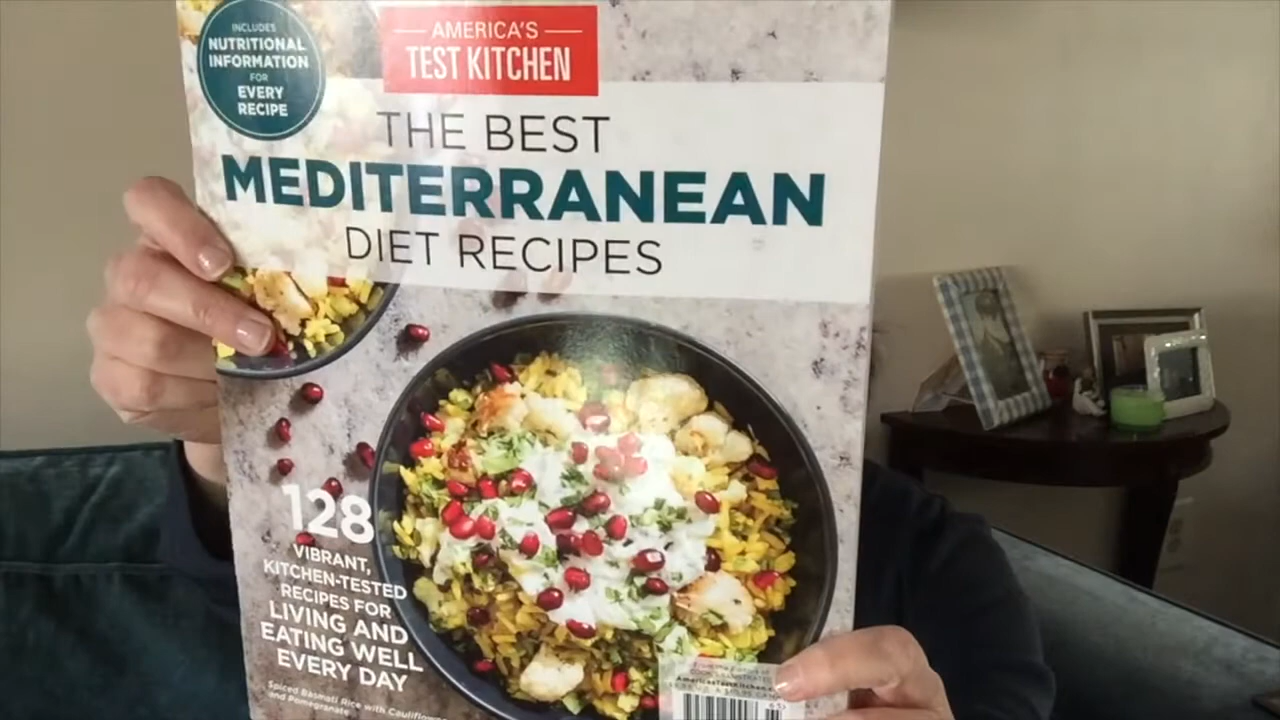 INCLUDES
NUTRITIONAL
INFORMATION
FOR
EVERY
RECIPE
AMERICA'S
TEST KITCHEN
THE BEST
MEDITERRANEAN
DIET RECIPES
128
VIBRANT,
KITCHEN-TESTED
RECIPES FOR
LIVING AND
EATING WELL
EVERY DAY
Spiced Basmati Rice with Cauliflower
and Pomegranate